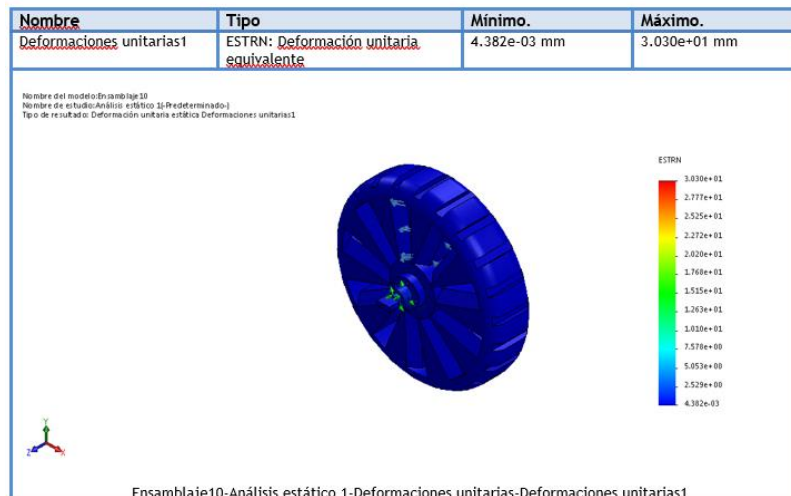 Nombre Tipo Mínimo. Máximo.
Deformaciones unitarias1 ESTRN: Deformación unitaria 4.382e-03 mm 3.030e+01 mm
equivalente
Nombre del modelo:Ensamblaje10
Nombre de estudio:Análisis estático 1(-Predeterminado-)
Tipo de resultado: Deformación unitaria estática Deformaciones unitarias1
ESTRN
3.030e+01
2.777e+01
2.525e+01
2.272e+01
2.020e+01
1.768e+01
1.515e+01
1.263e+01
1.010e+01
7.578e+00
5.053e+00
2.529e+00
4.382e-03
Y
Z X
Ensamblaje10-Análisis estático 1-Deformaciones unitarias-Deformaciones unitarias1